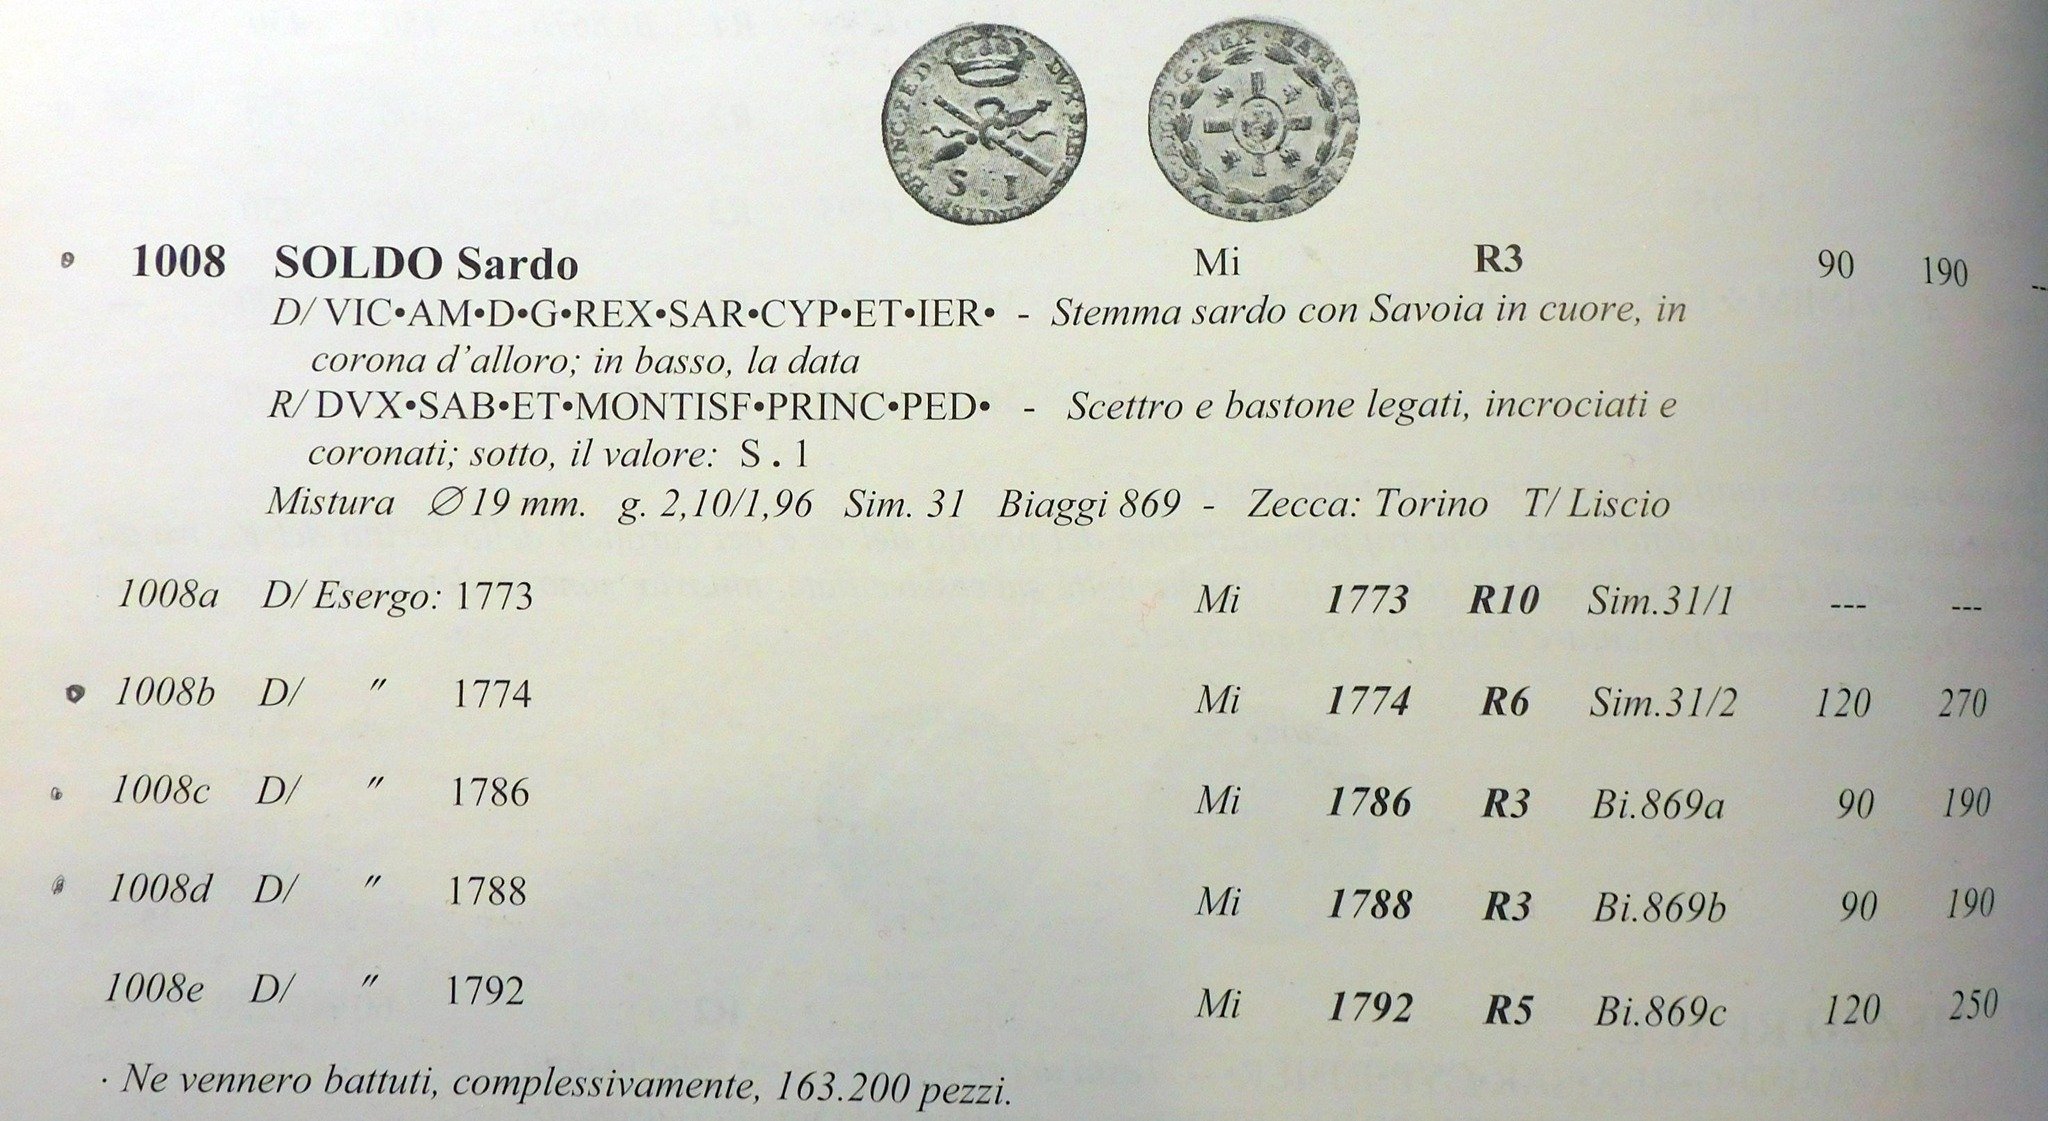 1008 SOLDO Sardo Mi R3 90 190 --
D/ VIC•AM•D•G•REX•SAR•CYP•ET•IER• - Stemma sardo con Savoia in cuore, in
corona d'alloro; in basso, la data
R/ DVX•SAB•ET•MONTISF•PRINC•PED• - Scettro e bastone legati, incrociati e
coronati; sotto, il valore: S . 1
Mistura Ø 19 mm. g. 2,10/1,96 Sim. 31 Biaggi 869 - Zecca: Torino T/ Liscio
1008a D/ Esergo: 1773 Mi 1773 R10 Sim.31/1 --- ---
1008b D/ " 1774 Mi 1774 R6 Sim.31/2 120 270
1008c D/ " 1786 Mi 1786 R3 Bi.869a 90 190
1008d D/ " 1788 Mi 1788 R3 Bi.869b 90 190
1008e D/ " 1792 Mi 1792 R5 Bi.869c 120 250
· Ne vennero battuti, complessivamente, 163.200 pezzi.